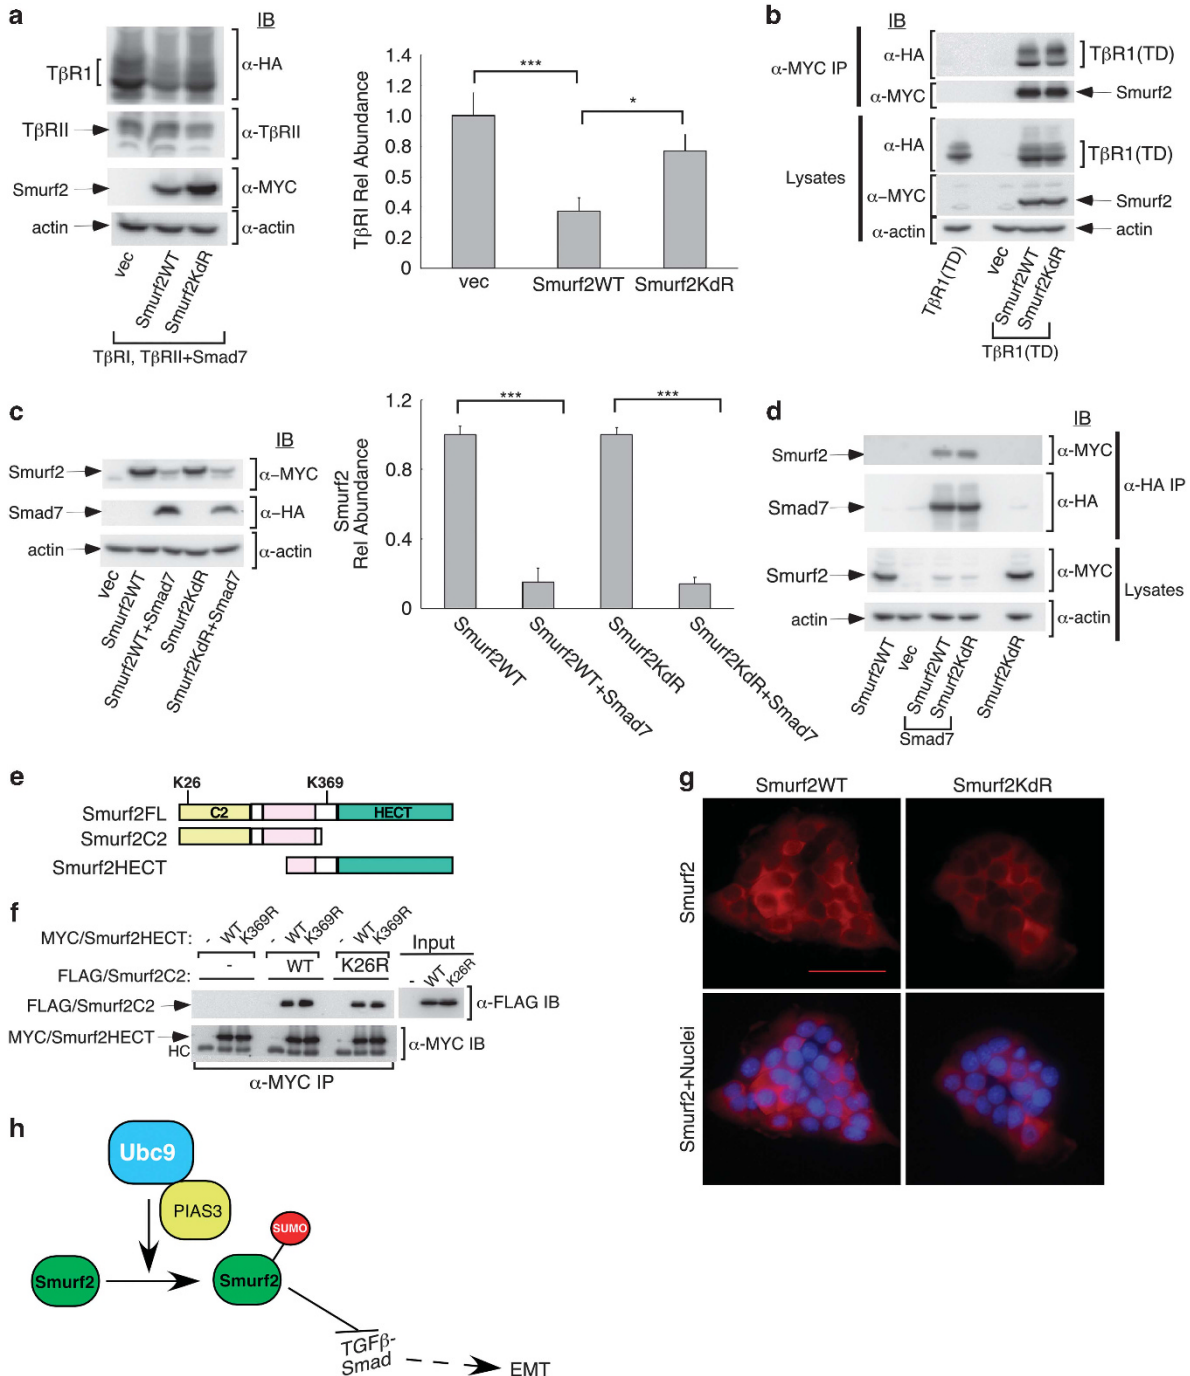 a
IB
TβR1
α-HA
TβRII
α-TβRII
Smurf2
α-MYC
actin
α-actin
vec
Smurf2WT
Smurf2KdR
TβRI, TβRII+Smad7
TβRI Rel Abundance
1.4
1.2
0.8
0.5
0.4
0.2
0
***
*
vec
Smurf2WT
Smurf2KdR
b
IB
α-MYC IP
α-HA
TβR1(TD)
α-MYC
Smurf2
Lysates
α-HA
TβR1(TD)
α–MYC
Smurf2
α-actin
actin
TβR1(TD)
vec
Smurf2WT
Smurf2KdR
TβR1(TD)
c
IB
Smurf2
α–MYC
Smad7
α–HA
actin
α-actin
vec
Smurf2WT
Smurf2WT+Smad7
Smurf2KdR
Smurf2KdR+Smad7
Smurf2
Rel Abundance
1.2
0.8
0.4
0
***
***
Smurf2WT
Smurf2WT+Smad7
Smurf2KdR
Smurf2KdR+Smad7
d
IB
Smurf2
α-MYC
Smad7
α-HA
α-HA IP
Smurf2
α-MYC
actin
α-actin
Lysates
Smurf2WT
vec
Smurf2WT
Smurf2KdR
Smurf2KdR
Smad7
e
K26
K369
Smurf2FL
C2
HECT
Smurf2C2
Smurf2HECT
f
MYC/Smurf2HECT:
- WT K369R
- WT K369R
- WT K369R
Input
FLAG/Smurf2C2:
-
WT
K26R
- WT K26R
FLAG/Smurf2C2
α-FLAG IB
MYC/Smurf2HECT
HC
α-MYC IB
α-MYC IP
g
Smurf2WT
Smurf2KdR
Smurf2
Smurf2+Nuclei
h
Ubc9
PIAS3
SUMO
Smurf2
Smurf2
TGFβ-
Smad
EMT